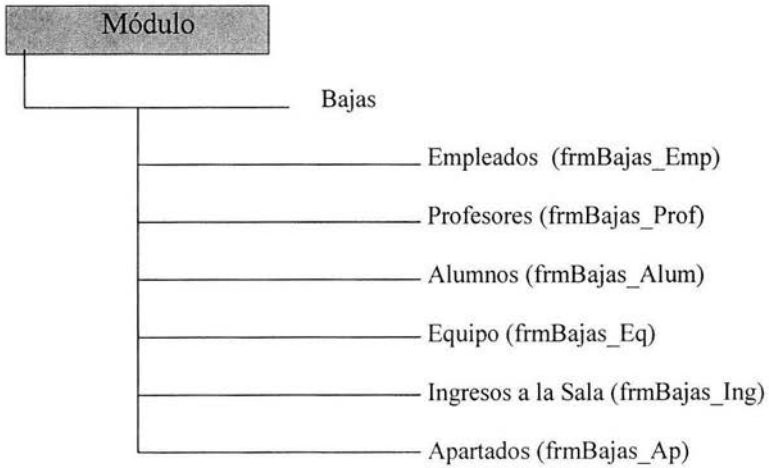 Módulo
Bajas
Empleados (frmBajas_Emp)
Profesores (frmBajas_Prof)
Alumnos (frmBajas_Alum)
Equipo (frmBajas_Eq)
Ingresos a la Sala (frmBajas_Ing)
Apartados (frmBajas_Ap)